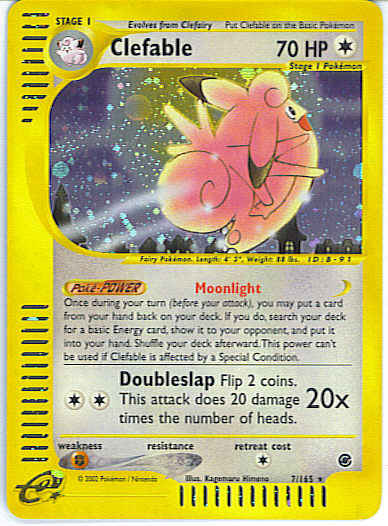 STAGE 1
Evolves from Clefairy
Put Clefable on the Basic Pokémon
Clefable 70 HP
Stage 1 Pokémon
Fairy Pokémon. Length: 4' 3", Weight: 88 lbs. ID: B-91
Poké-POWER Moonlight
Once during your turn (before your attack), you may put a card
from your hand back on your deck. If you do, search your deck
for a basic Energy card, show it to your opponent, and put it
into your hand. Shuffle your deck afterward. This power can't
be used if Clefable is affected by a Special Condition.
Doubleslap Flip 2 coins.
This attack does 20 damage
times the number of heads.
20x
weakness resistance retreat cost
© 2002 Pokémon / Nintendo Illus. Kagemaru Himeno 7/165 ★